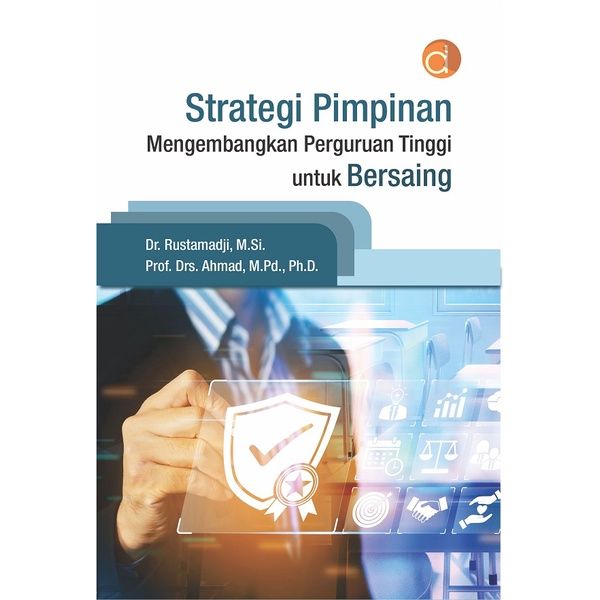 Strategi Pimpinan
Mengembangkan Perguruan Tinggi
untuk Bersaing
Dr. Rustamadji, M.Si.
Prof. Drs. Ahmad, M.Pd., Ph.D.